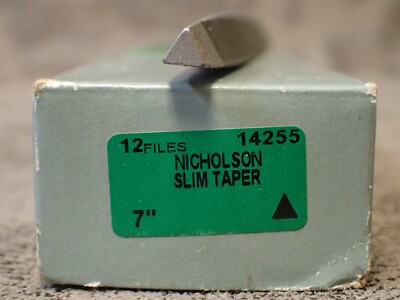 12 FILES 14255
NICHOLSON
SLIM TAPER
7"